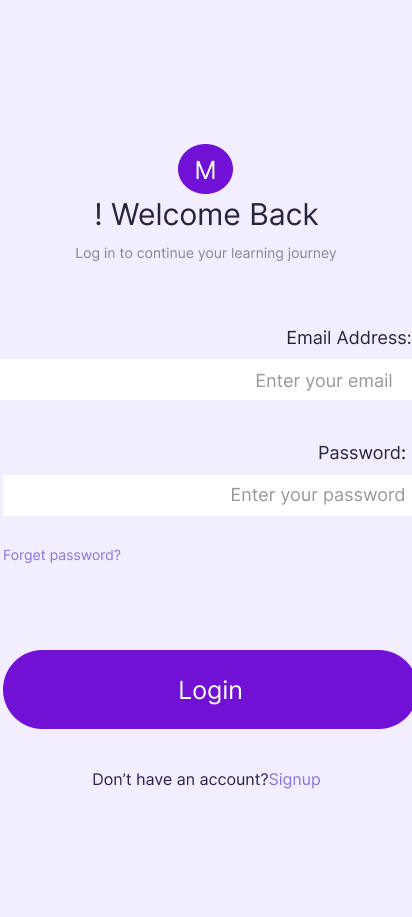 M
! Welcome Back
Log in to continue your learning journey
Email Address:
Enter your email
Password:
Enter your password
Forget password?
Login
Don’t have an account?Signup